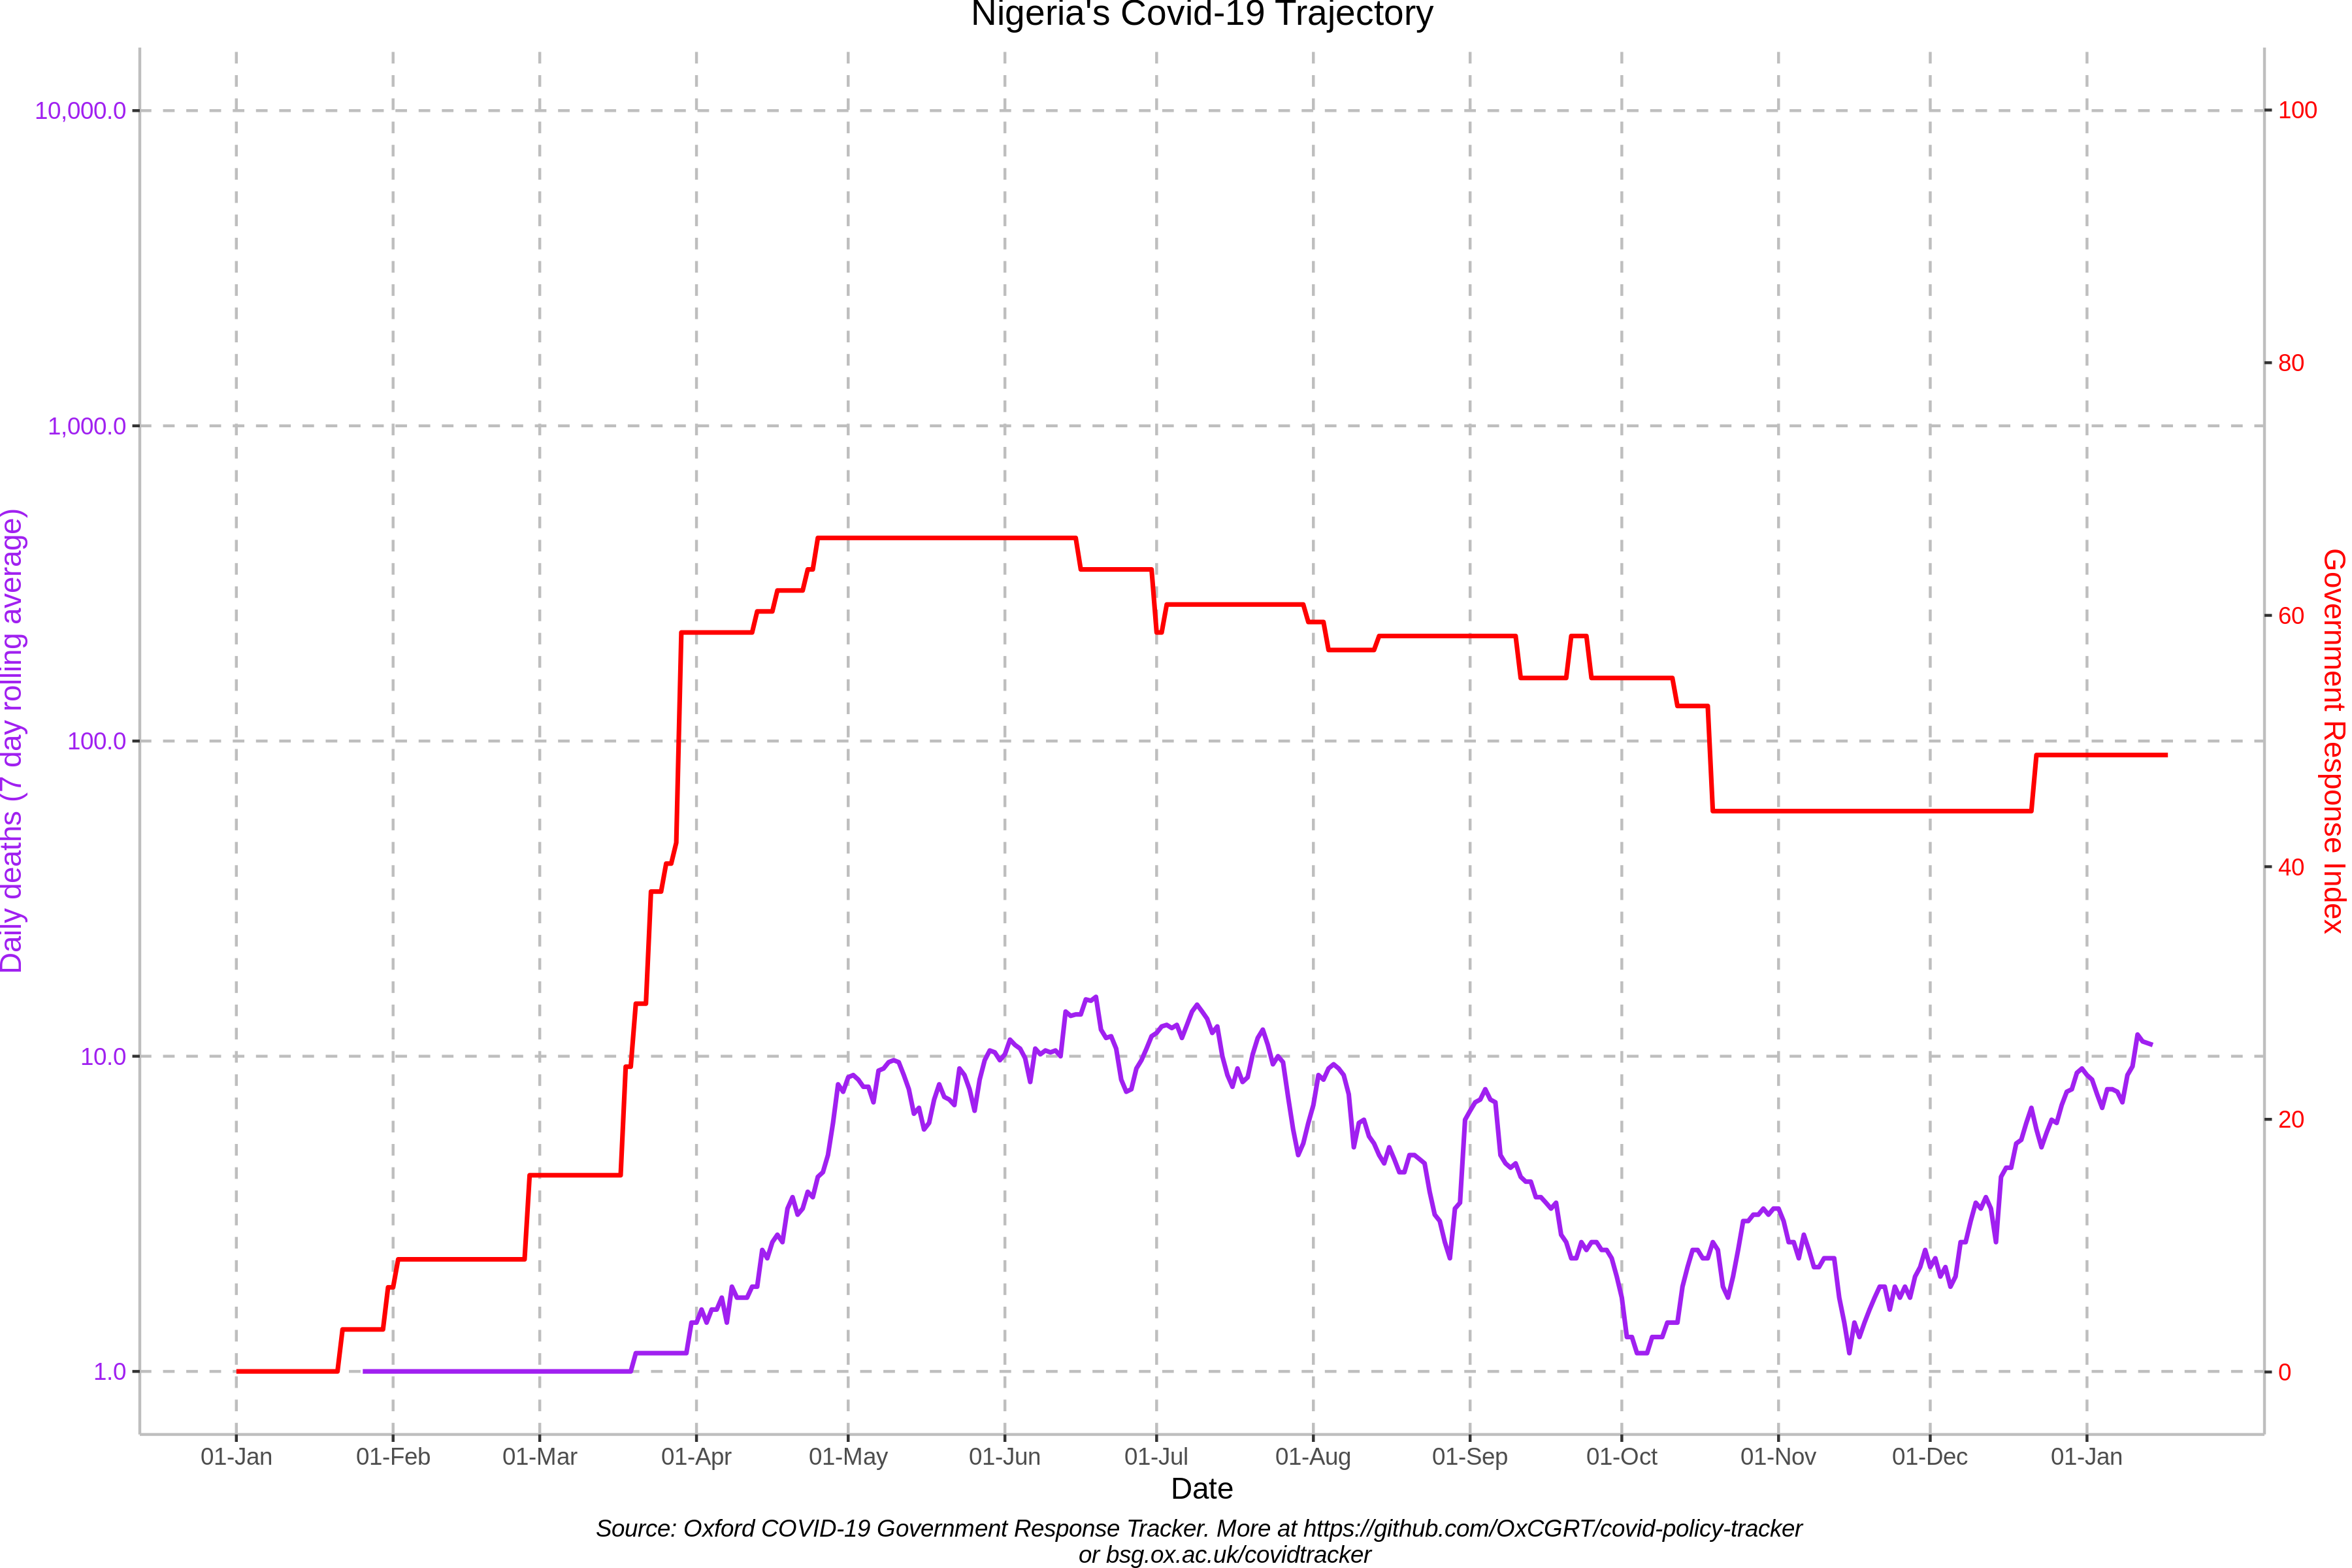 Nigeria's Covid-19 Trajectory
10,000.0
1,000.0
100.0
10.0
1.0
Daily deaths (7 day rolling average)
100
80
60
40
20
0
Government Response Index
01-Jan 01-Feb 01-Mar 01-Apr 01-May 01-Jun 01-Jul 01-Aug 01-Sep 01-Oct 01-Nov 01-Dec 01-Jan
Date
Source: Oxford COVID-19 Government Response Tracker. More at https://github.com/OxCGRT/covid-policy-tracker
or bsg.ox.ac.uk/covidtracker